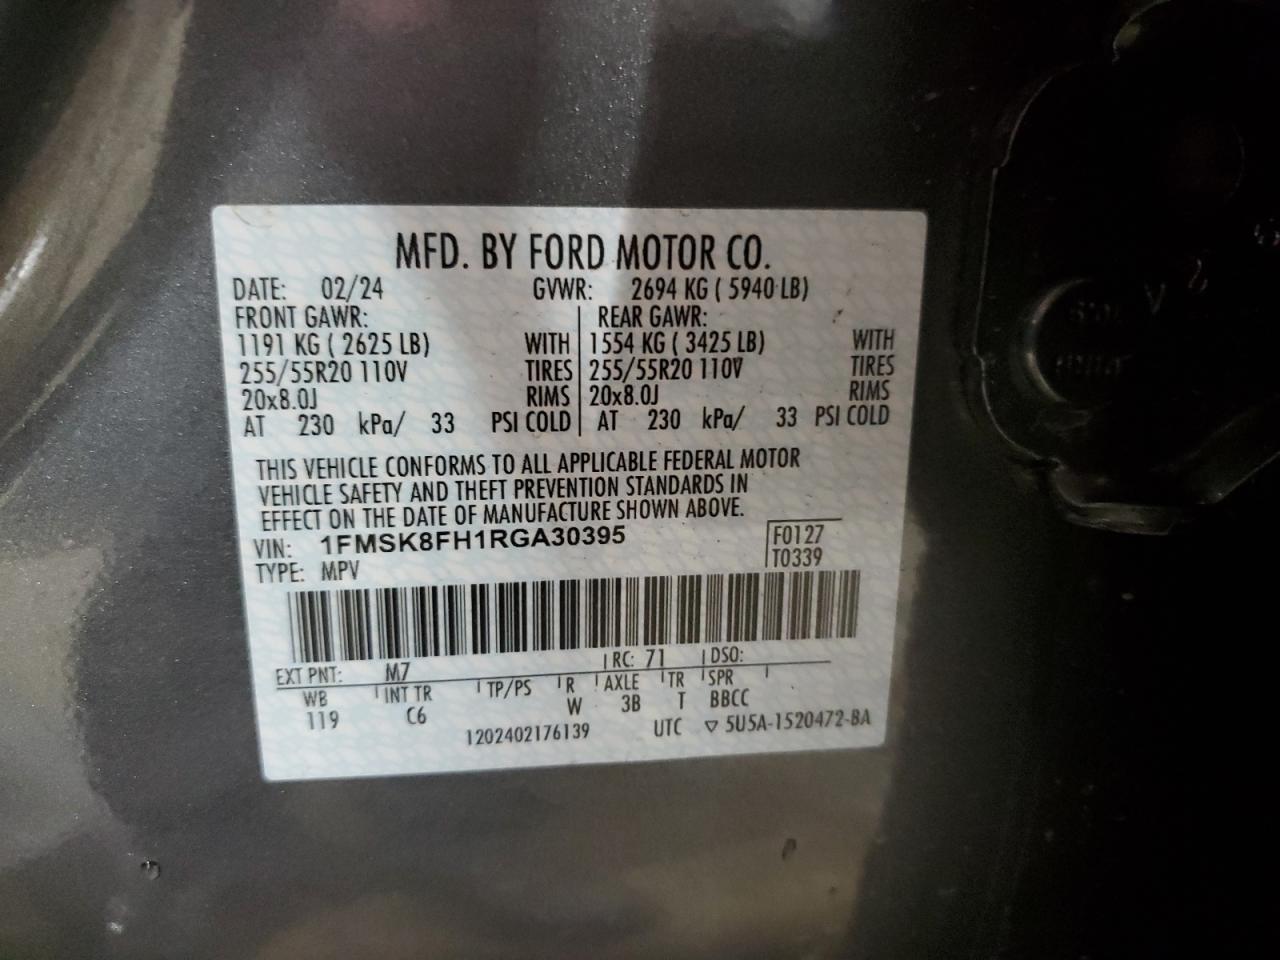 MFD. BY FORD MOTOR CO.
DATE: 02/24 GVWR: 2694 KG ( 5940 LB)
FRONT GAWR: REAR GAWR:
1191 KG ( 2625 LB) WITH 1554 KG ( 3425 LB) WITH
255/55R20 110V TIRES 255/55R20 110V TIRES
20x8.0J RIMS 20x8.0J RIMS
AT 230 kPa/ 33 PSI COLD AT 230 kPa/ 33 PSI COLD
THIS VEHICLE CONFORMS TO ALL APPLICABLE FEDERAL MOTOR
VEHICLE SAFETY AND THEFT PREVENTION STANDARDS IN
EFFECT ON THE DATE OF MANUFACTURE SHOWN ABOVE.
VIN: 1FMSK8FH1RGA30395 F0127
TYPE: MPV T0339
EXT PNT: M7 RC: 71 DSO:
WB INT TR TP/PS R AXLE TR SPR
119 C6 W 3B T BBCC
1202402176139 UTC ▽ 5U5A-1520472-BA